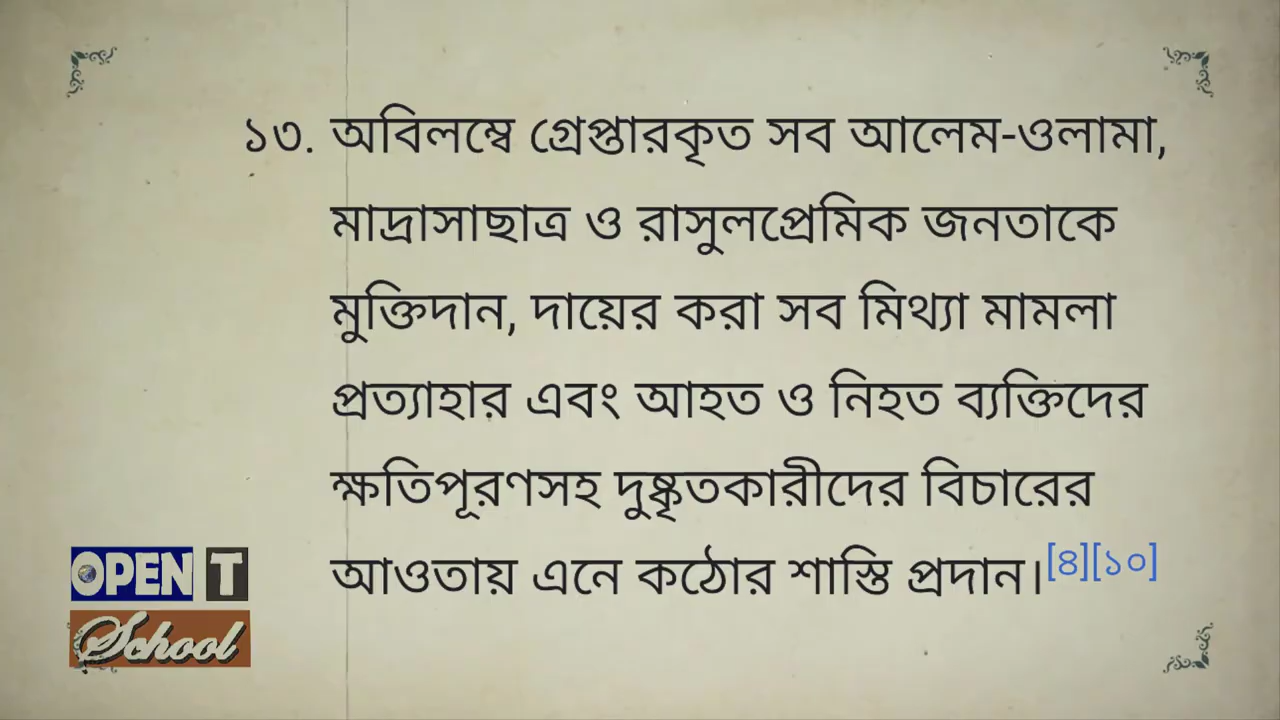 ১৩. অবিলম্বে গ্রেপ্তারকৃত সব আলেম-ওলামা,
মাদ্রাসাছাত্র ও রাসুলপ্রেমিক জনতাকে
মুক্তিদান, দায়ের করা সব মিথ্যা মামলা
প্রত্যাহার এবং আহত ও নিহত ব্যক্তিদের
ক্ষতিপূরণসহ দুষ্কৃতকারীদের বিচারের
আওতায় এনে কঠোর শাস্তি প্রদান।[৪][১০]
OPEN T
School